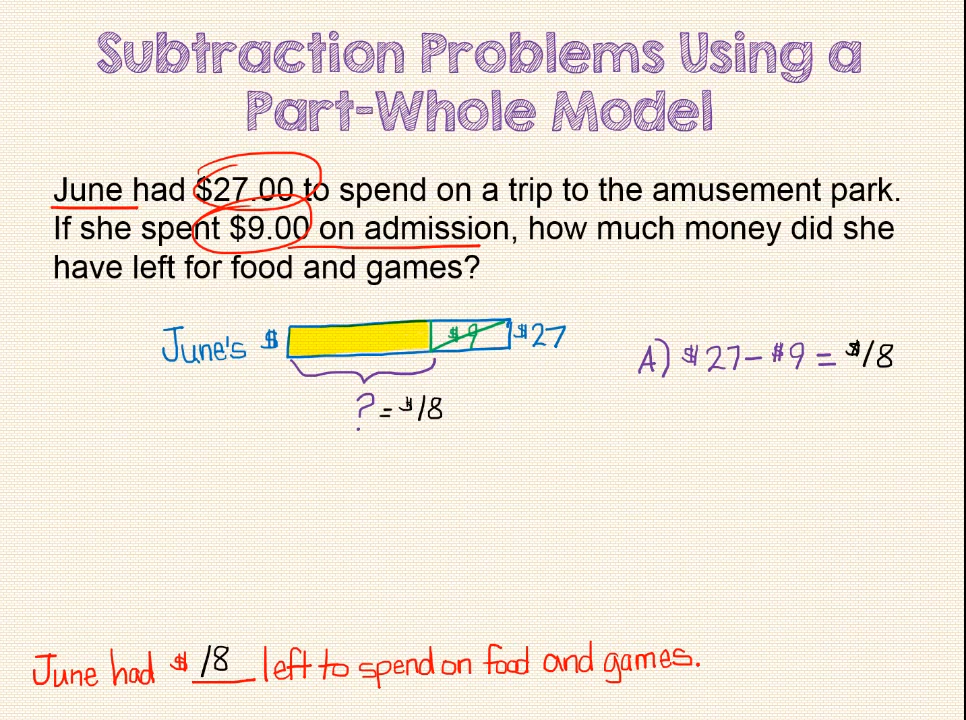 Subtraction Problems Using a
Part-Whole Model
June had $27.00 to spend on a trip to the amusement park.
If she spent $9.00 on admission, how much money did she
have left for food and games?
June's $ $9 $27
A) $27 - $9 = $18
? = $18
June had $ 18 left to spend on food and games.